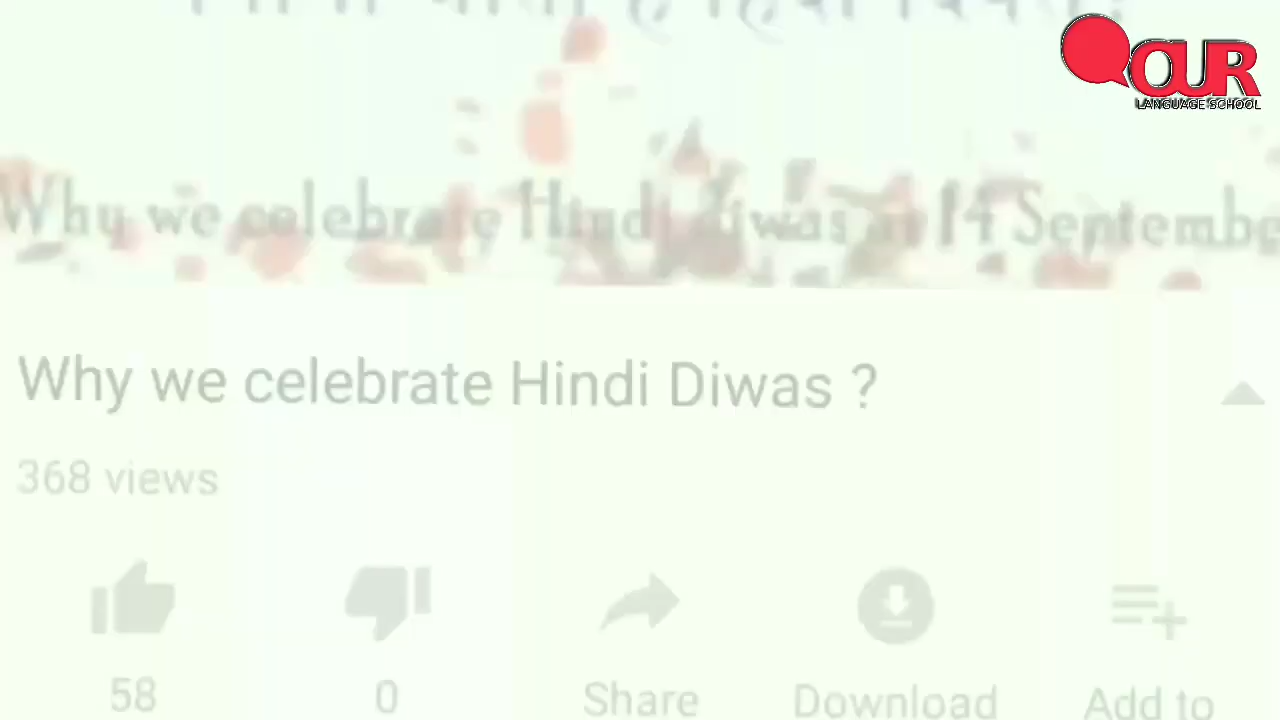 OUR
LANGUAGE SCHOOL
Why we celebrate Hindi Diwas 14 Septembe
Why we celebrate Hindi Diwas ?
368 views
58
0
Share
Download
Add to